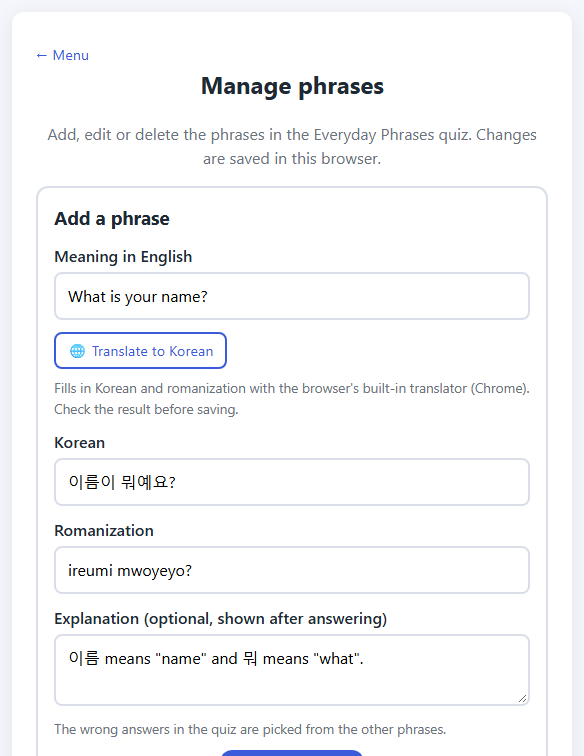 ← Menu
Manage phrases
Add, edit or delete the phrases in the Everyday Phrases quiz. Changes
are saved in this browser.
Add a phrase
Meaning in English
What is your name?
Translate to Korean
Fills in Korean and romanization with the browser's built-in translator (Chrome).
Check the result before saving.
Korean
이름이 뭐예요?
Romanization
ireumi mwoyeyo?
Explanation (optional, shown after answering)
이름 means "name" and 뭐 means "what".
The wrong answers in the quiz are picked from the other phrases.